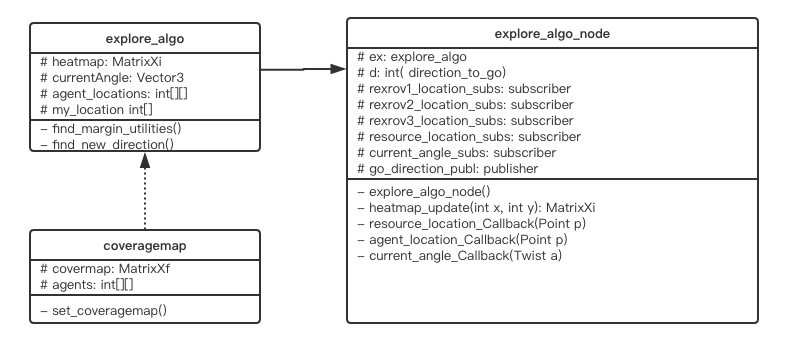 explore_algo
# heatmap: MatrixXi
# currentAngle: Vector3
# agent_locations: int[][]
# my_location int[]
– find_margin_utilities()
– find_new_direction()
coveragemap
# covermap: MatrixXf
# agents: int[][]
– set_coveragemap()
explore_algo_node
# ex: explore_algo
# d: int( direction_to_go)
# rexrov1_location_subs: subscriber
# rexrov2_location_subs: subscriber
# rexrov3_location_subs: subscriber
# resource_location_subs: subscriber
# current_angle_subs: subscriber
# go_direction_publ: publisher
– explore_algo_node()
– heatmap_update(int x, int y): MatrixXi
– resource_location_Callback(Point p)
– agent_location_Callback(Point p)
– current_angle_Callback(Twist a)